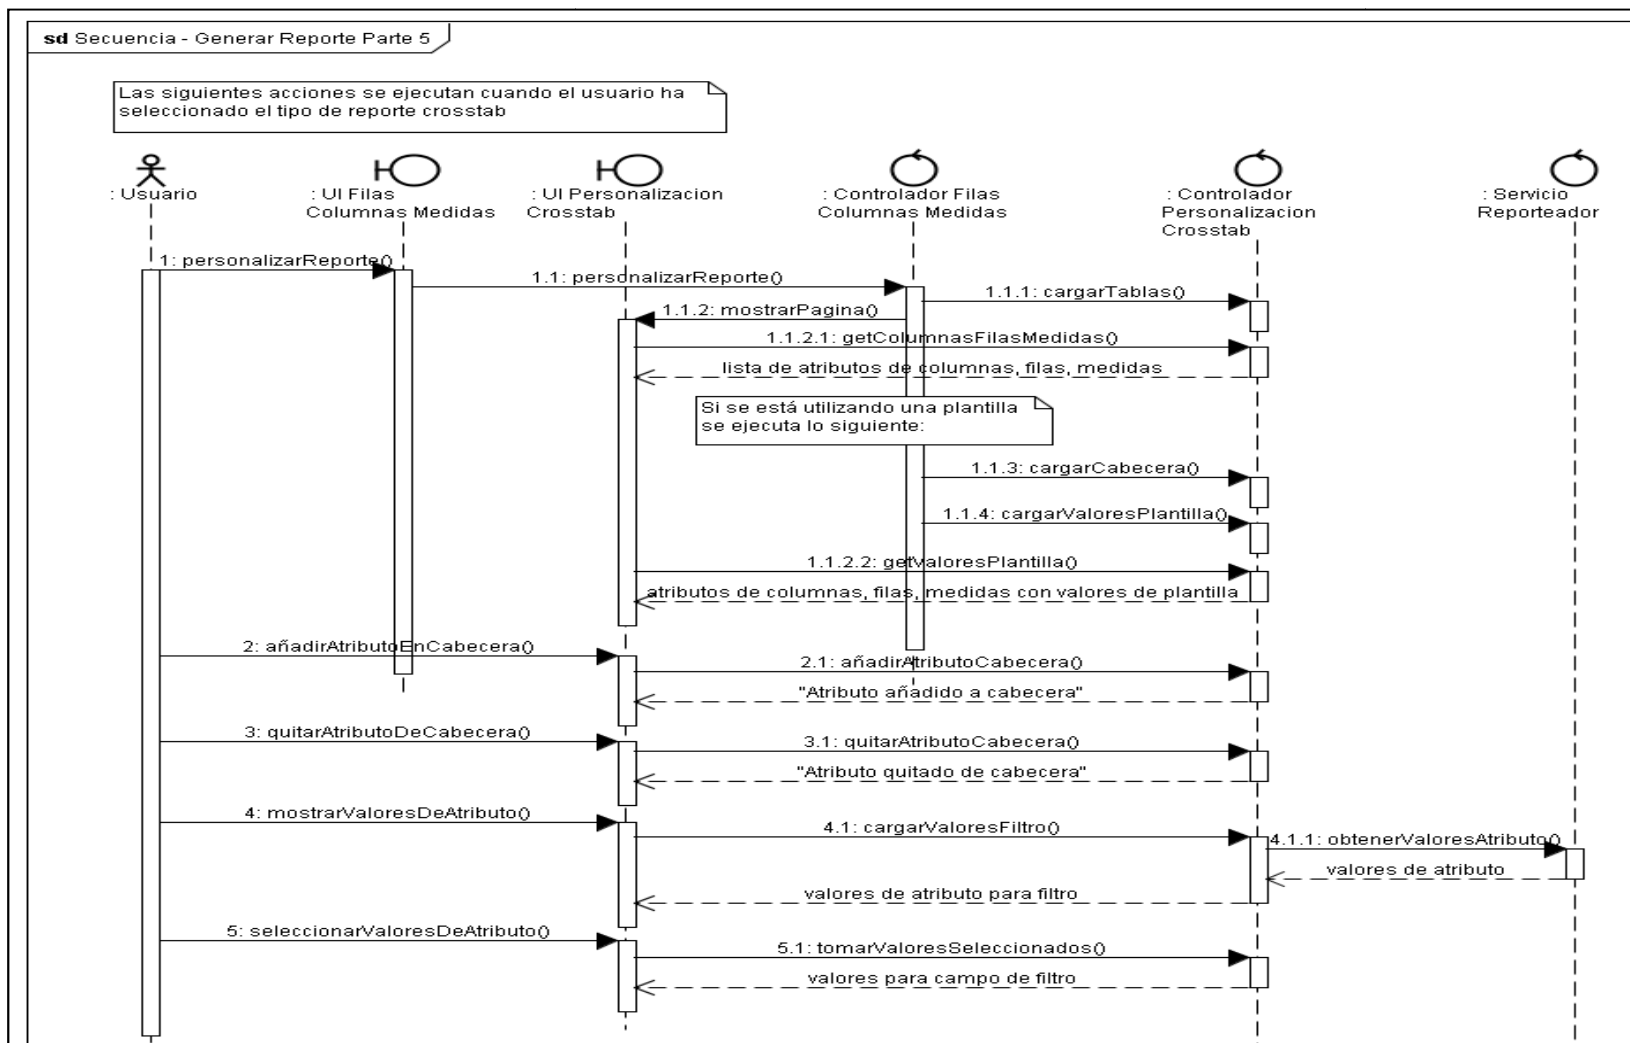 sd Secuencia - Generar Reporte Parte 5
Las siguientes acciones se ejecutan cuando el usuario ha
seleccionado el tipo de reporte crosstab
: Usuario
: UI Filas
Columnas Medidas
: UI Personalizacion
Crosstab
: Controlador Filas
Columnas Medidas
: Controlador
Personalizacion
Crosstab
: Servicio
Reporteador
1: personalizarReporte()
1.1: personalizarReporte()
1.1.1: cargarTablas()
1.1.2: mostrarPagina()
1.1.2.1: getColumnasFilasMedidas()
lista de atributos de columnas, filas, medidas
Si se está utilizando una plantilla
se ejecuta lo siguiente:
1.1.3: cargarCabecera()
1.1.4: cargarValoresPlantilla()
1.1.2.2: getValoresPlantilla()
atributos de columnas, filas, medidas con valores de plantilla
2: añadirAtributoEnCabecera()
2.1: añadirAtributoCabecera()
"Atributo añadido a cabecera"
3: quitarAtributoDeCabecera()
3.1: quitarAtributoCabecera()
"Atributo quitado de cabecera"
4: mostrarValoresDeAtributo()
4.1: cargarValoresFiltro()
4.1.1: obtenerValoresAtributo()
valores de atributo
valores de atributo para filtro
5: seleccionarValoresDeAtributo()
5.1: tomarValoresSeleccionados()
valores para campo de filtro